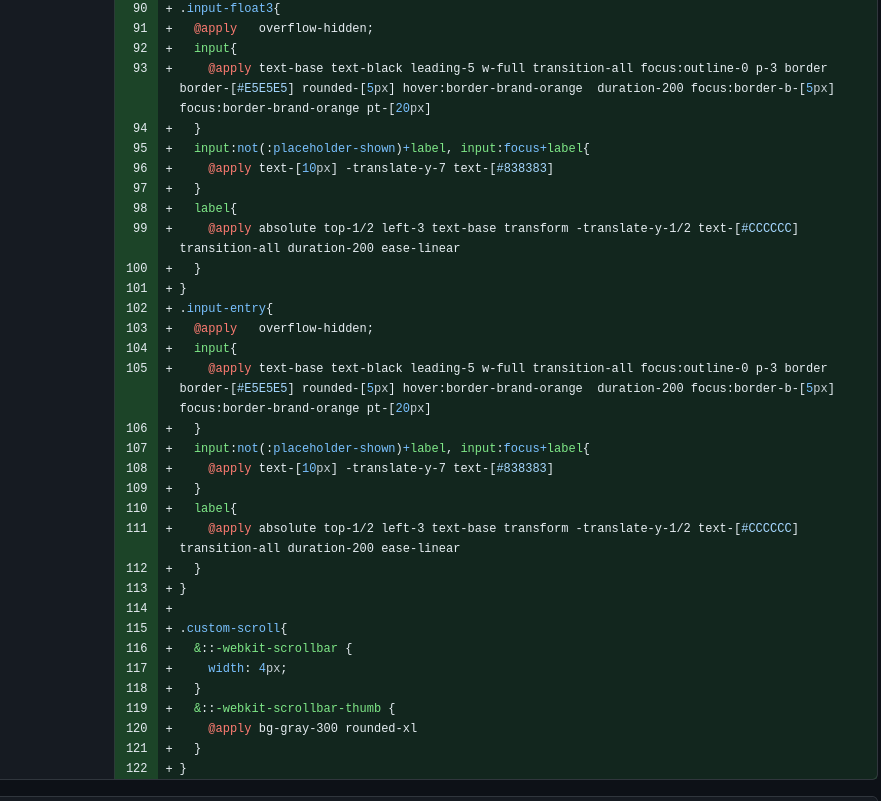 90 + .input-float3{
91 +   @apply   overflow-hidden;
92 +   input{
93 +     @apply text-base text-black leading-5 w-full transition-all focus:outline-0 p-3 border
border-[#E5E5E5] rounded-[5px] hover:border-brand-orange  duration-200 focus:border-b-[5px]
focus:border-brand-orange pt-[20px]
94 +   }
95 +   input:not(:placeholder-shown)+label, input:focus+label{
96 +     @apply text-[10px] -translate-y-7 text-[#838383]
97 +   }
98 +   label{
99 +     @apply absolute top-1/2 left-3 text-base transform -translate-y-1/2 text-[#CCCCCC]
transition-all duration-200 ease-linear
100 +   }
101 + }
102 + .input-entry{
103 +   @apply   overflow-hidden;
104 +   input{
105 +     @apply text-base text-black leading-5 w-full transition-all focus:outline-0 p-3 border
border-[#E5E5E5] rounded-[5px] hover:border-brand-orange  duration-200 focus:border-b-[5px]
focus:border-brand-orange pt-[20px]
106 +   }
107 +   input:not(:placeholder-shown)+label, input:focus+label{
108 +     @apply text-[10px] -translate-y-7 text-[#838383]
109 +   }
110 +   label{
111 +     @apply absolute top-1/2 left-3 text-base transform -translate-y-1/2 text-[#CCCCCC]
transition-all duration-200 ease-linear
112 +   }
113 + }
114 +
115 + .custom-scroll{
116 +   &::-webkit-scrollbar {
117 +     width: 4px;
118 +   }
119 +   &::-webkit-scrollbar-thumb {
120 +     @apply bg-gray-300 rounded-xl
121 +   }
122 + }